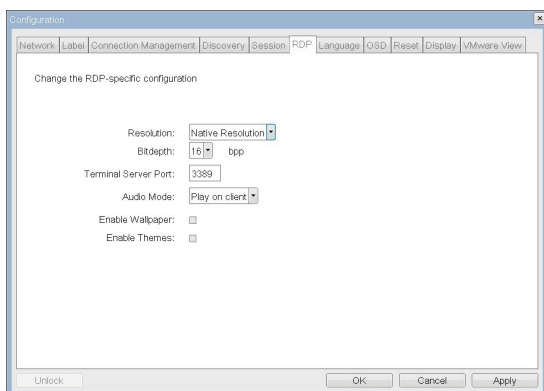 Configuration
Network Label Connection Management Discovery Session RDP Language OSD Reset Display VMware View
Change the RDP-specific configuration
Resolution: Native Resolution
Bitdepth: 16 bpp
Terminal Server Port: 3389
Audio Mode: Play on client
Enable Wallpaper:
Enable Themes:
Unlock OK Cancel Apply